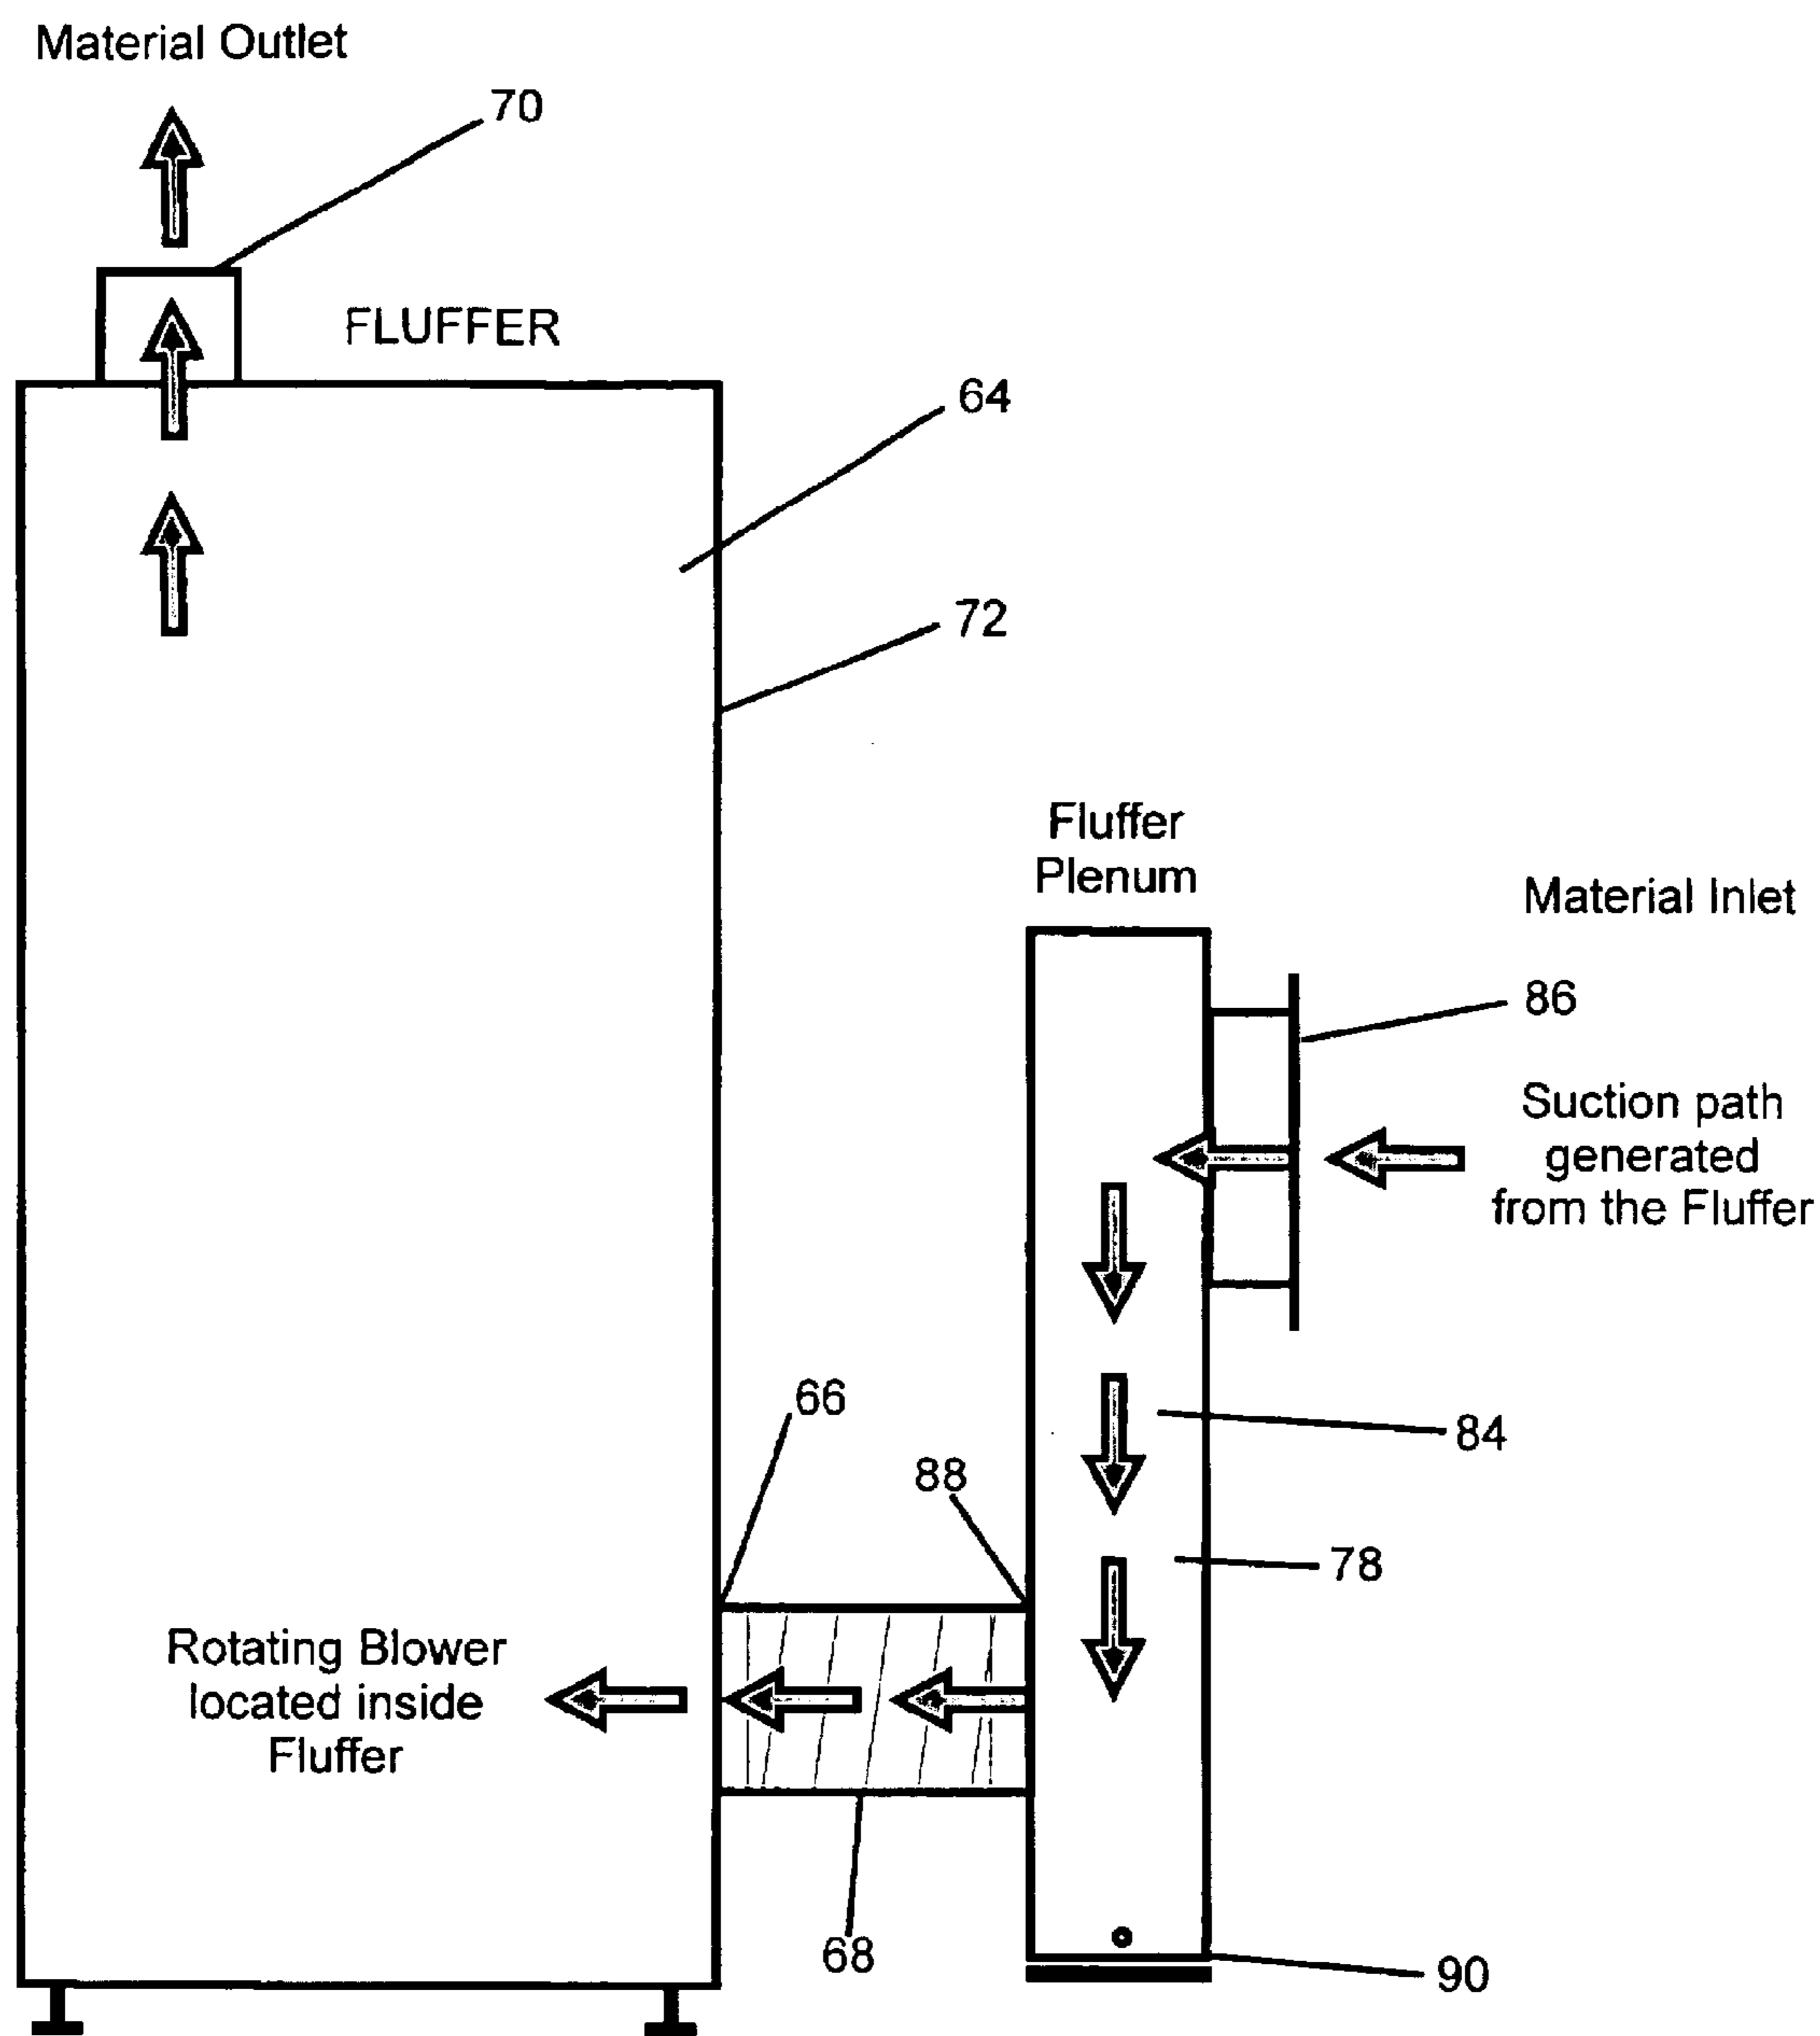 Material Outlet
70
FLUFFER
64
72
Fluffer
Plenum
Material Inlet
86
Suction path
generated
from the Fluffer
66
84
88
78
Rotating Blower
located inside
Fluffer
68
90